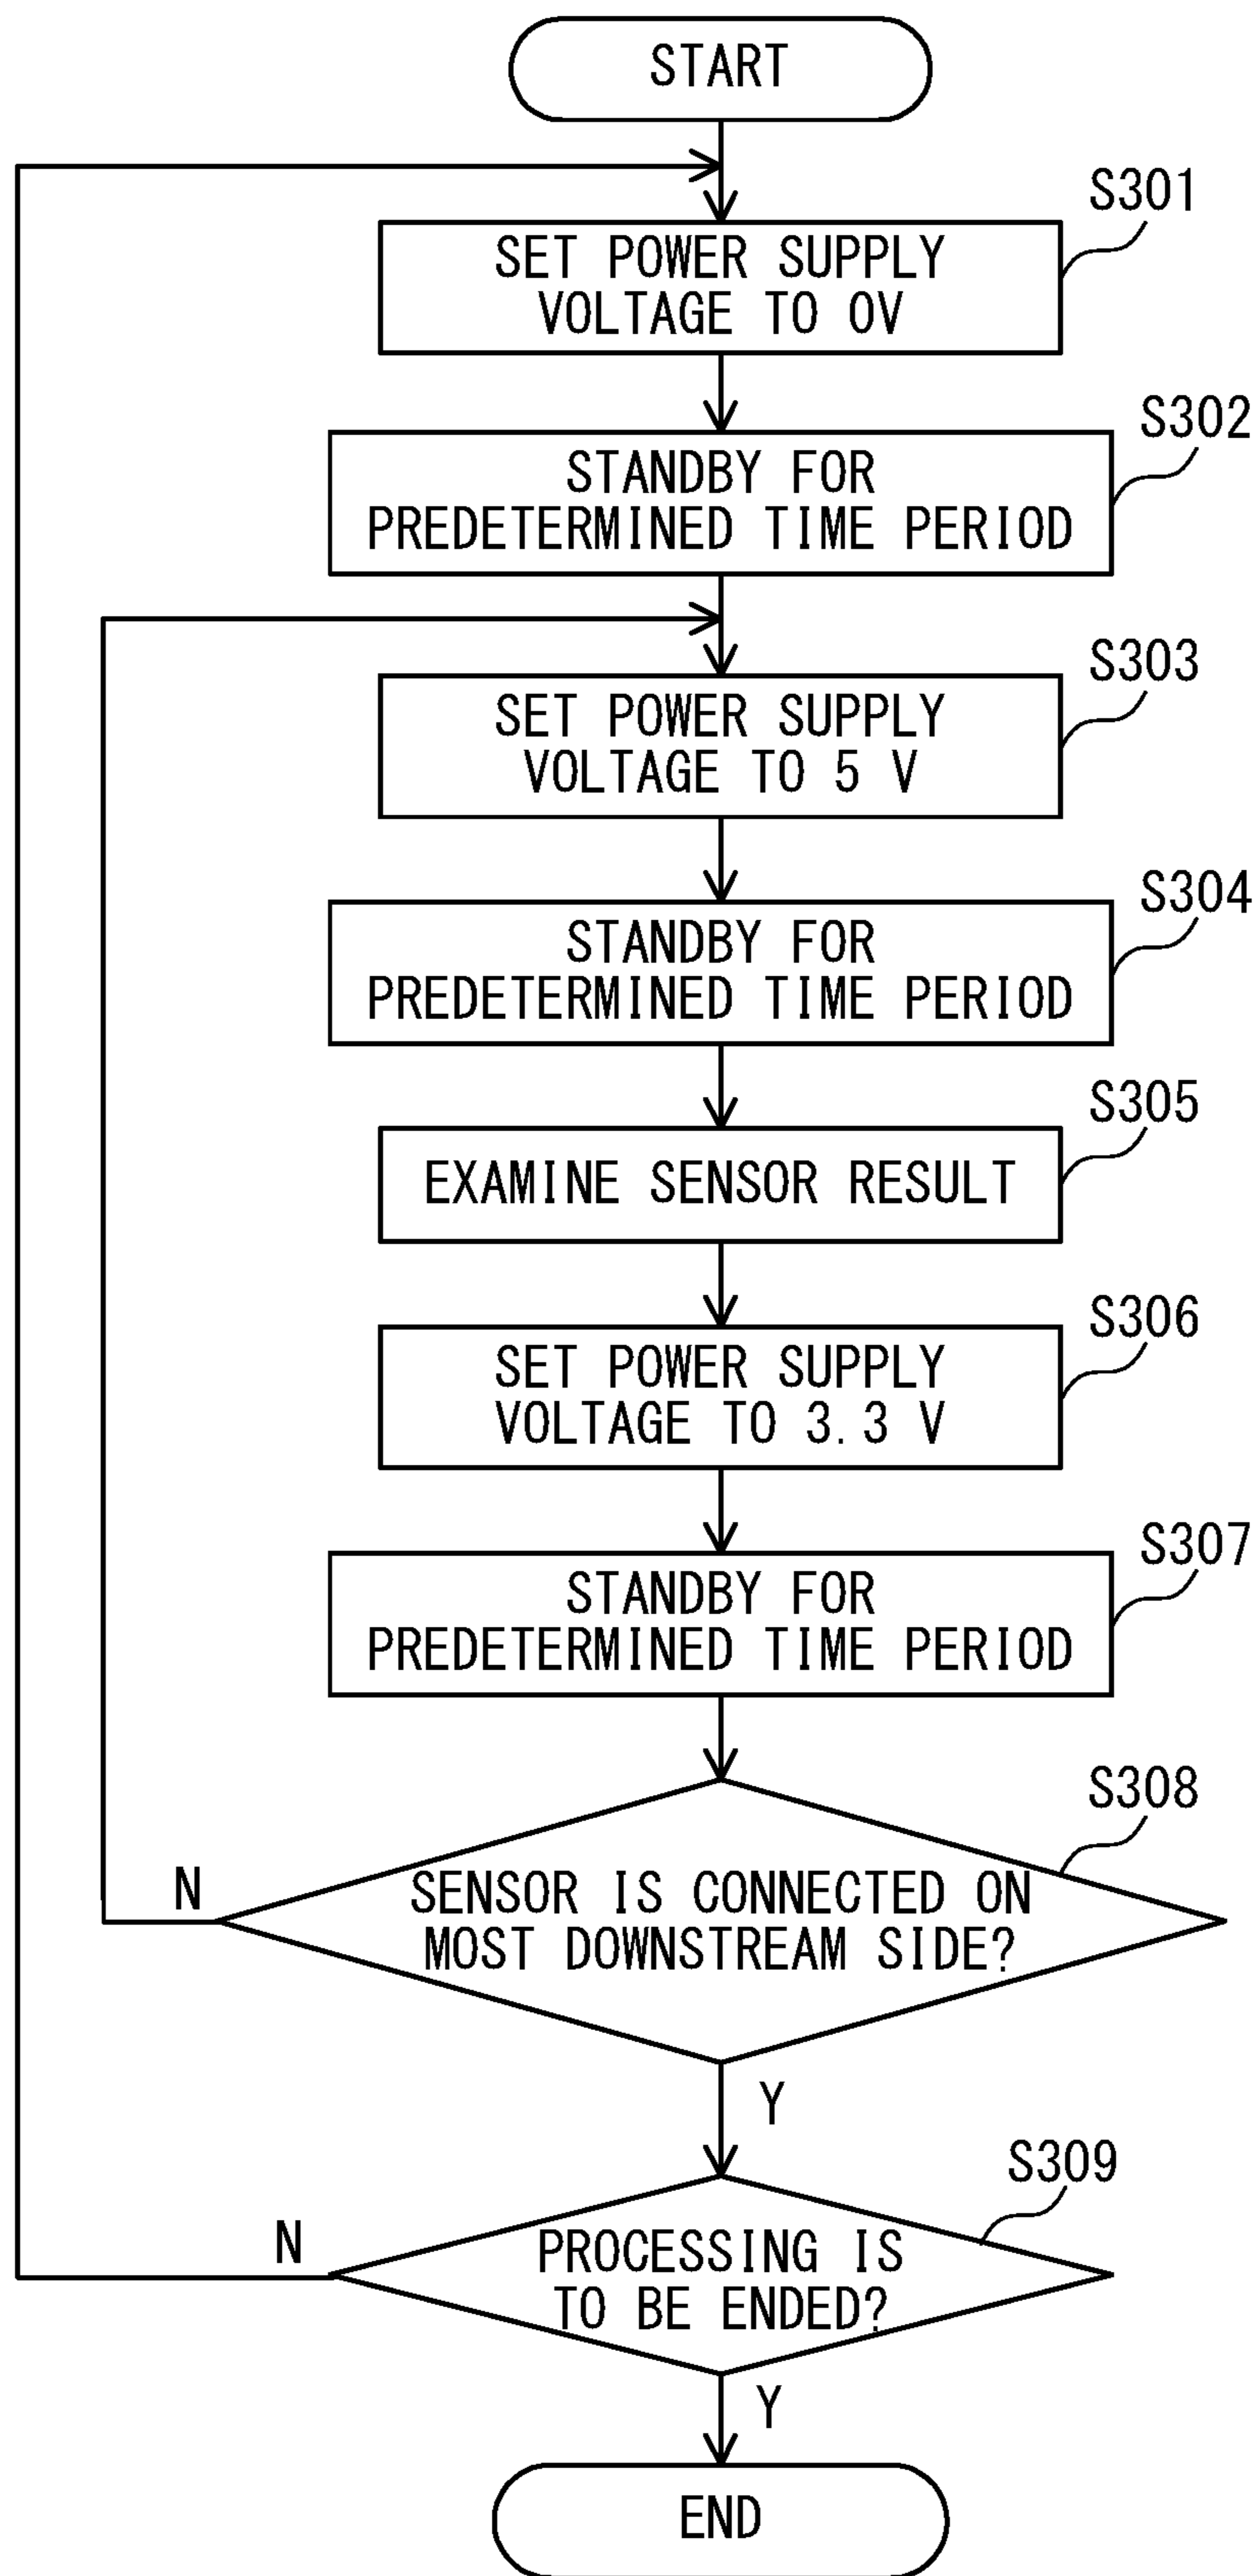 START
S301
SET POWER SUPPLY
VOLTAGE TO 0V
S302
STANDBY FOR
PREDETERMINED TIME PERIOD
S303
SET POWER SUPPLY
VOLTAGE TO 5 V
S304
STANDBY FOR
PREDETERMINED TIME PERIOD
S305
EXAMINE SENSOR RESULT
S306
SET POWER SUPPLY
VOLTAGE TO 3.3 V
S307
STANDBY FOR
PREDETERMINED TIME PERIOD
S308
N
SENSOR IS CONNECTED ON
MOST DOWNSTREAM SIDE?
Y
S309
N
PROCESSING IS
TO BE ENDED?
Y
END